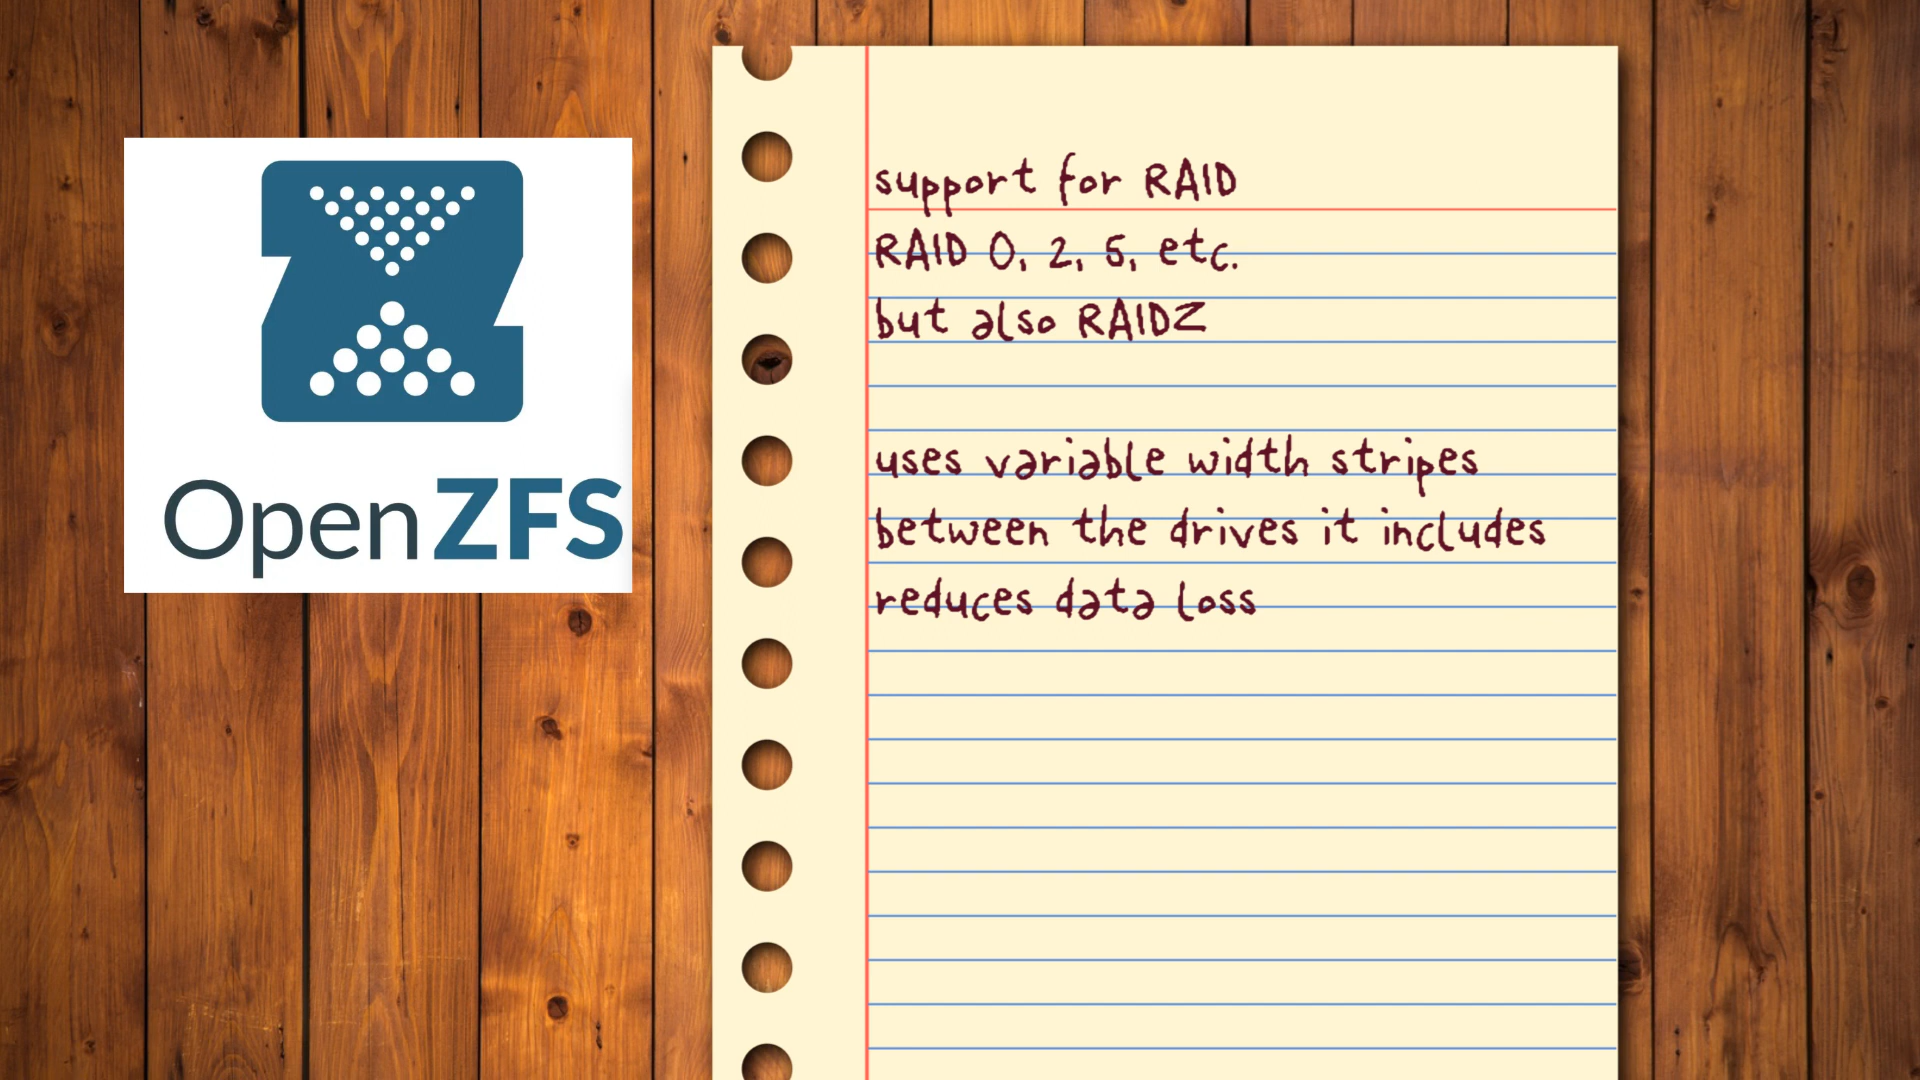 OpenZFS
support for RAID
RAID 0, 2, 5, etc.
but also RAIDZ
uses variable width stripes
between the drives it includes
reduces data loss